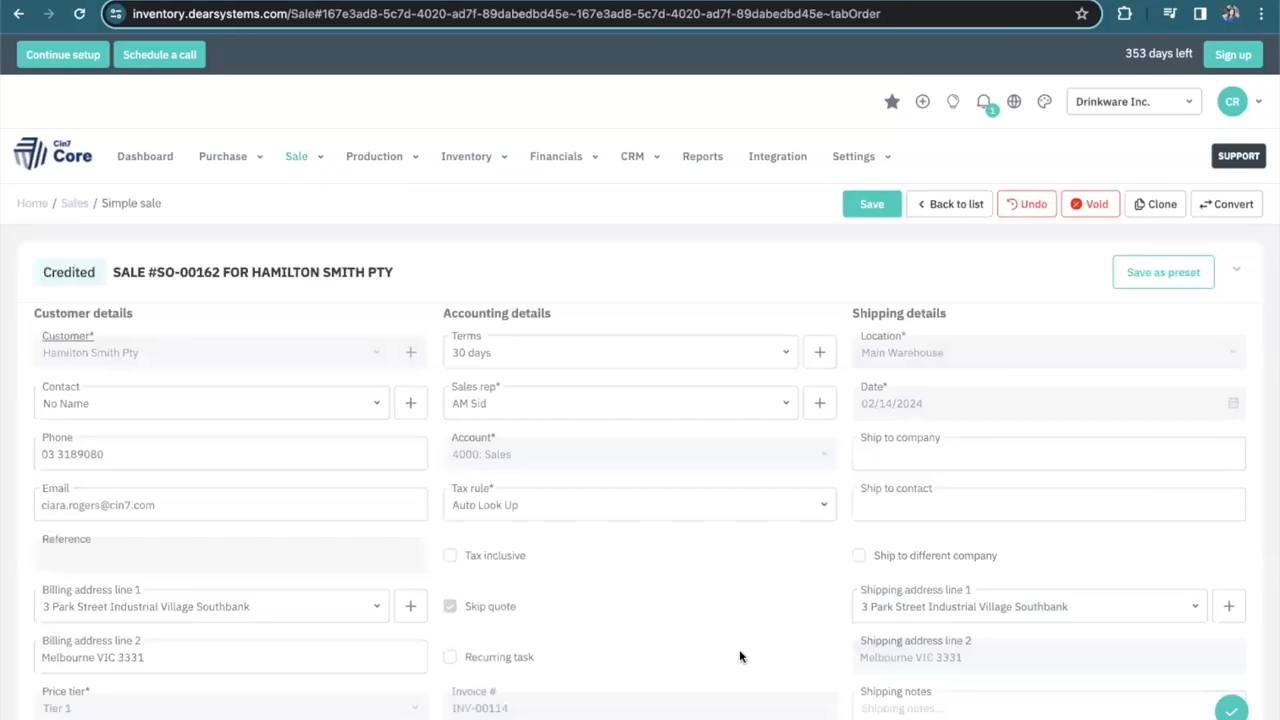 inventory.dearsystems.com/Sale#167e3ad8-5c7d-4020-ad7f-89dabedbd45e~167e3ad8-5c7d-4020-ad7f-89dabedbd45e~tabOrder
Continue setup
Schedule a call
353 days left
Sign up
1
Drinkware Inc.
CR
Cin7
Core
Dashboard
Purchase
Sale
Production
Inventory
Financials
CRM
Reports
Integration
Settings
SUPPORT
Home / Sales / Simple sale
Save
Back to list
Undo
Void
Clone
Convert
Credited
SALE #SO-00162 FOR HAMILTON SMITH PTY
Save as preset
Customer details
Customer*
Hamilton Smith Pty
Contact
No Name
Phone
03 3189080
Email
ciara.rogers@cin7.com
Reference
Billing address line 1
3 Park Street Industrial Village Southbank
Billing address line 2
Melbourne VIC 3331
Price tier*
Tier 1
Accounting details
Terms
30 days
Sales rep*
AM Sid
Account*
4000: Sales
Tax rule*
Auto Look Up
Tax inclusive
Skip quote
Recurring task
Invoice #
INV-00114
Shipping details
Location*
Main Warehouse
Date*
02/14/2024
Ship to company
Ship to contact
Ship to different company
Shipping address line 1
3 Park Street Industrial Village Southbank
Shipping address line 2
Melbourne VIC 3331
Shipping notes
Shipping notes...